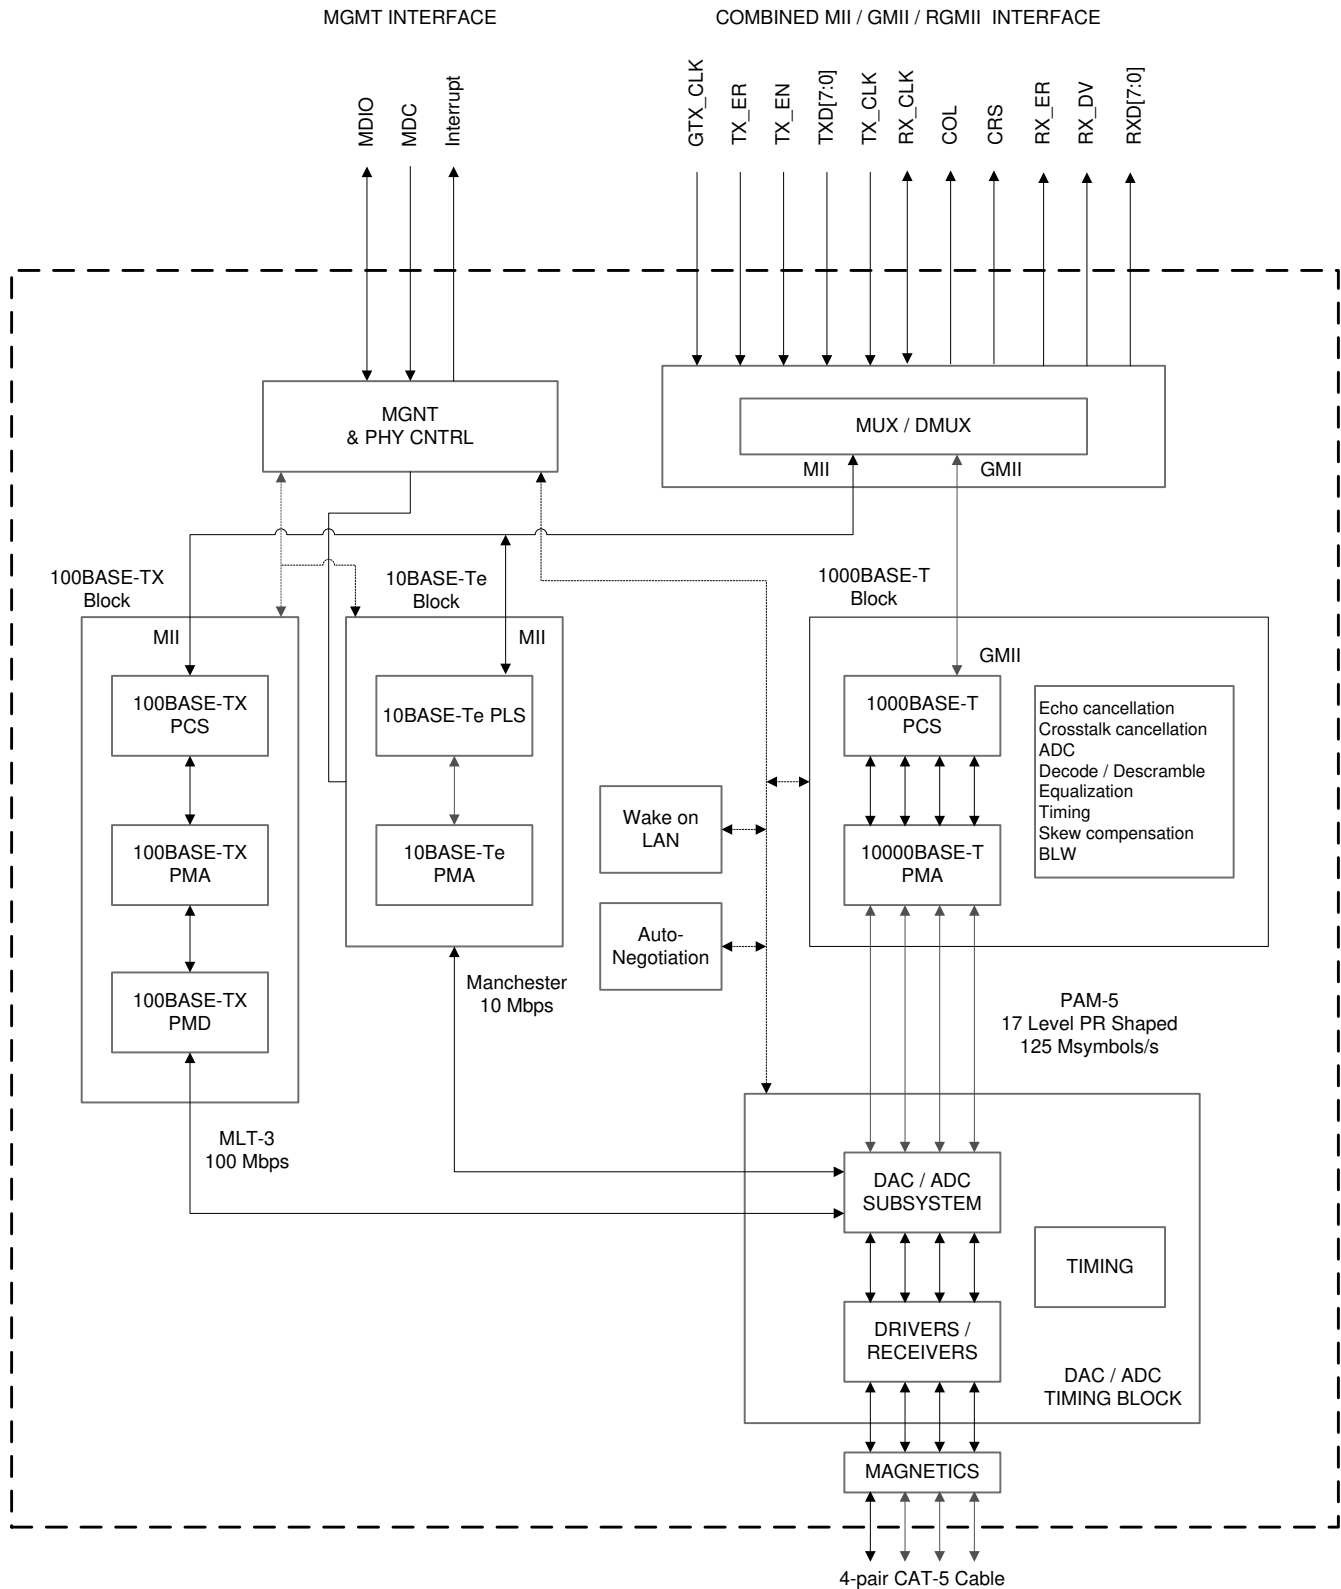 MGMT INTERFACE
COMBINED MII / GMII / RGMII INTERFACE
MDIO
MDC
Interrupt
GTX_CLK
TX_ER
TX_EN
TXD[7:0]
TX_CLK
RX_CLK
COL
CRS
RX_ER
RX_DV
RXD[7:0]
MGNT
& PHY CNTRL
MUX / DMUX
MII
GMII
100BASE-TX
Block
10BASE-Te
Block
1000BASE-T
Block
MII
MII
GMII
100BASE-TX
PCS
10BASE-Te PLS
1000BASE-T
PCS
Echo cancellation
Crosstalk cancellation
ADC
Decode / Descramble
Equalization
Timing
Skew compensation
BLW
Wake on
LAN
100BASE-TX
PMA
10BASE-Te
PMA
10000BASE-T
PMA
Auto-
Negotiation
100BASE-TX
PMD
Manchester
10 Mbps
PAM-5
17 Level PR Shaped
125 Msymbols/s
MLT-3
100 Mbps
DAC / ADC
SUBSYSTEM
TIMING
DRIVERS /
RECEIVERS
DAC / ADC
TIMING BLOCK
MAGNETICS
4-pair CAT-5 Cable